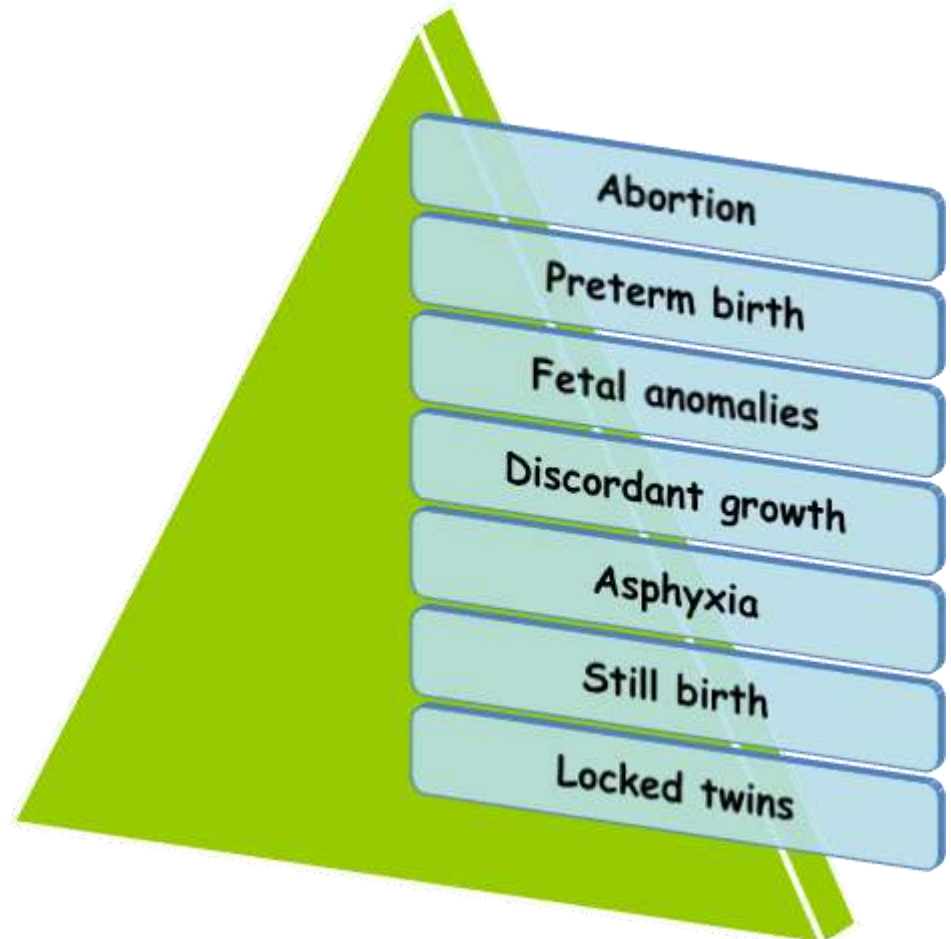 Abortion
Preterm birth
Fetal anomalies
Discordant growth
Asphyxia
Still birth
Locked twins